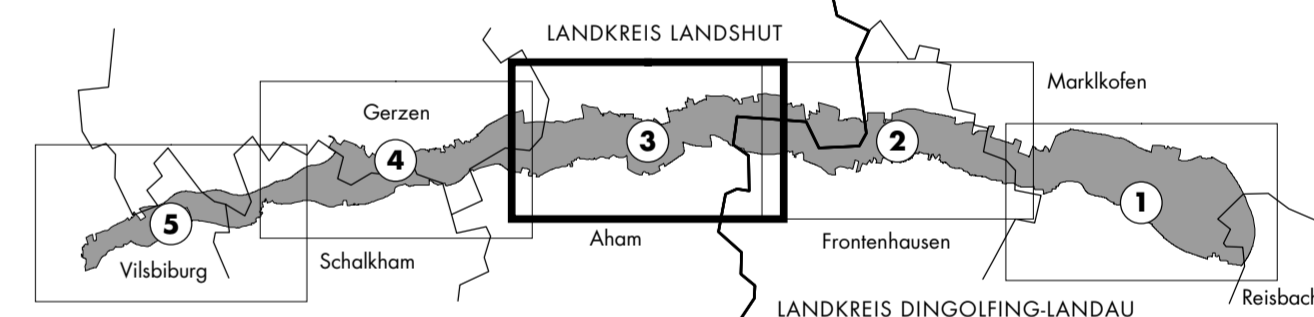 LANDKREIS LANDSHUT
Marklkofen
Gerzen
3
2
4
1
5
Aham
Frontenhausen
Schalkham
Vilsbiburg
Reisbach
LANDKREIS DINGOLFING-LANDAU